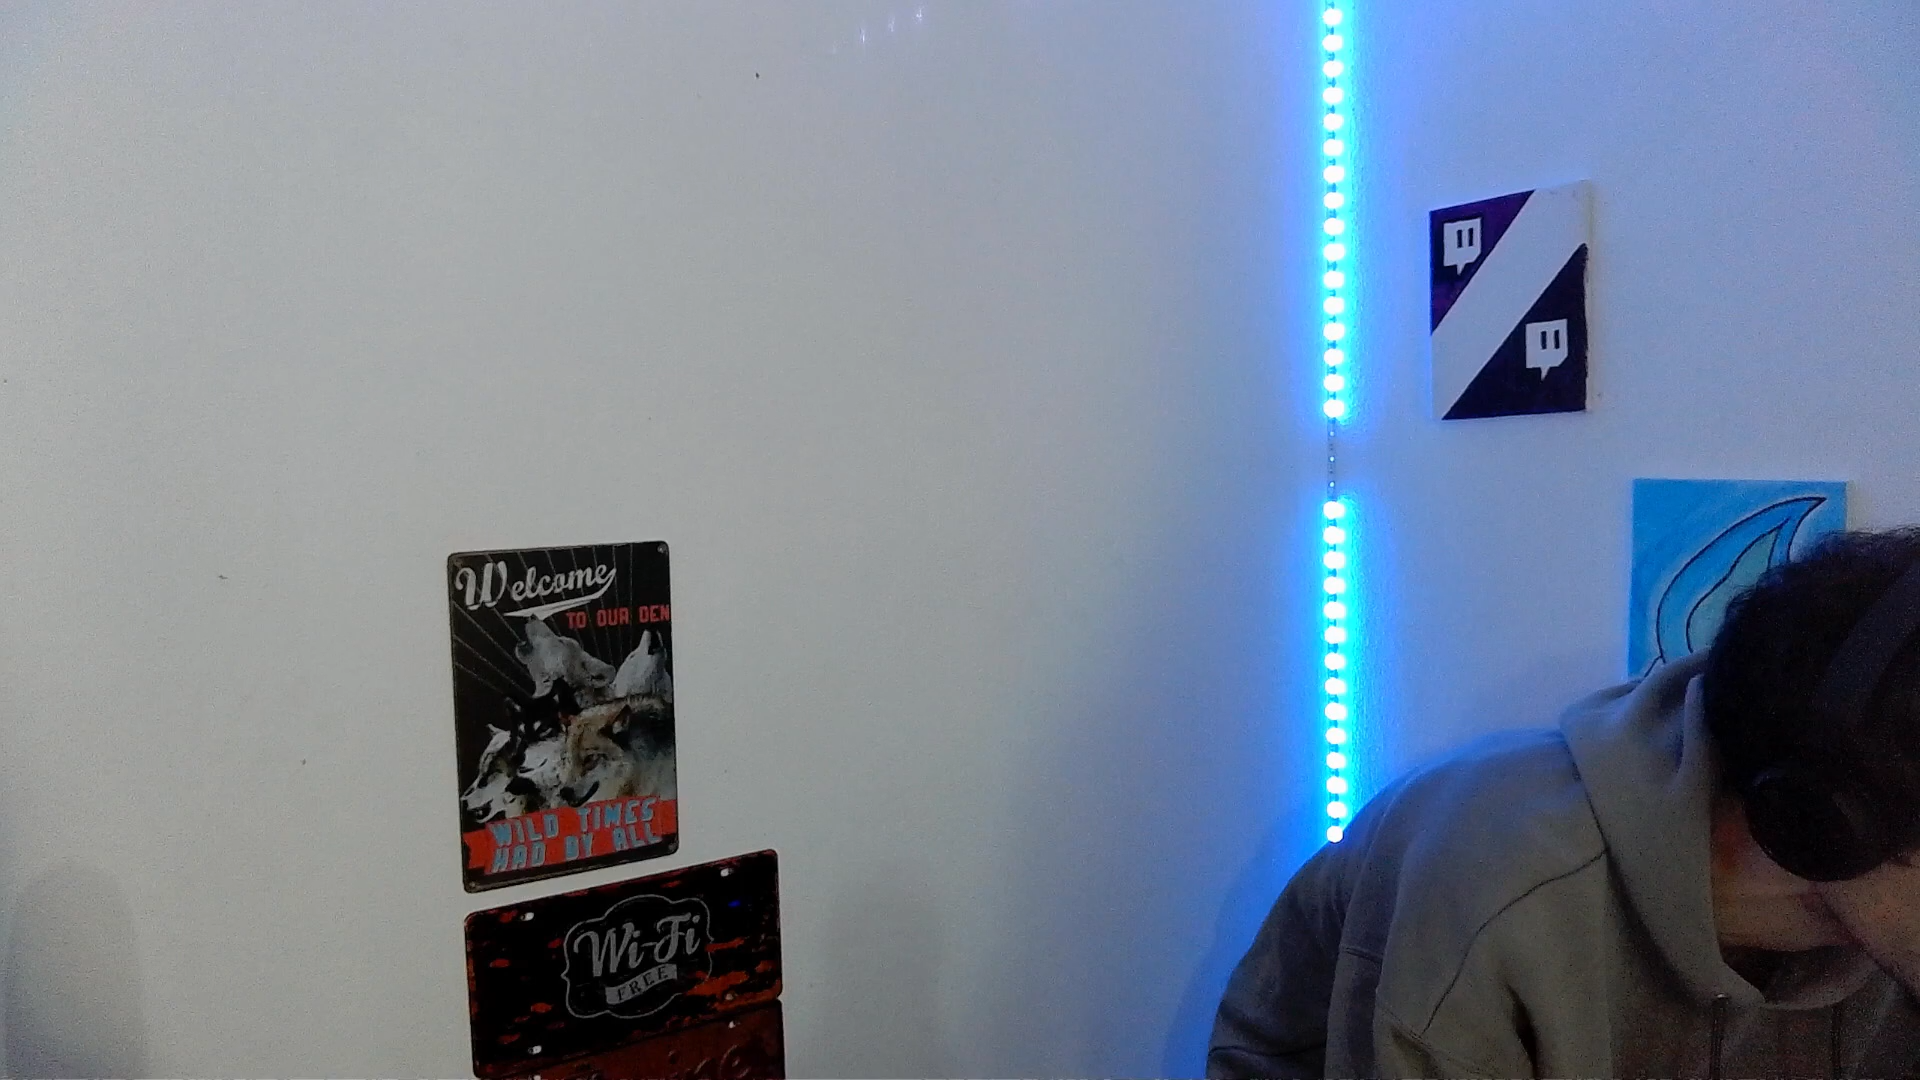 Welcome
TO OUR DEN
WILD TIMES
HAD BY ALL
Wi-Fi
FREE